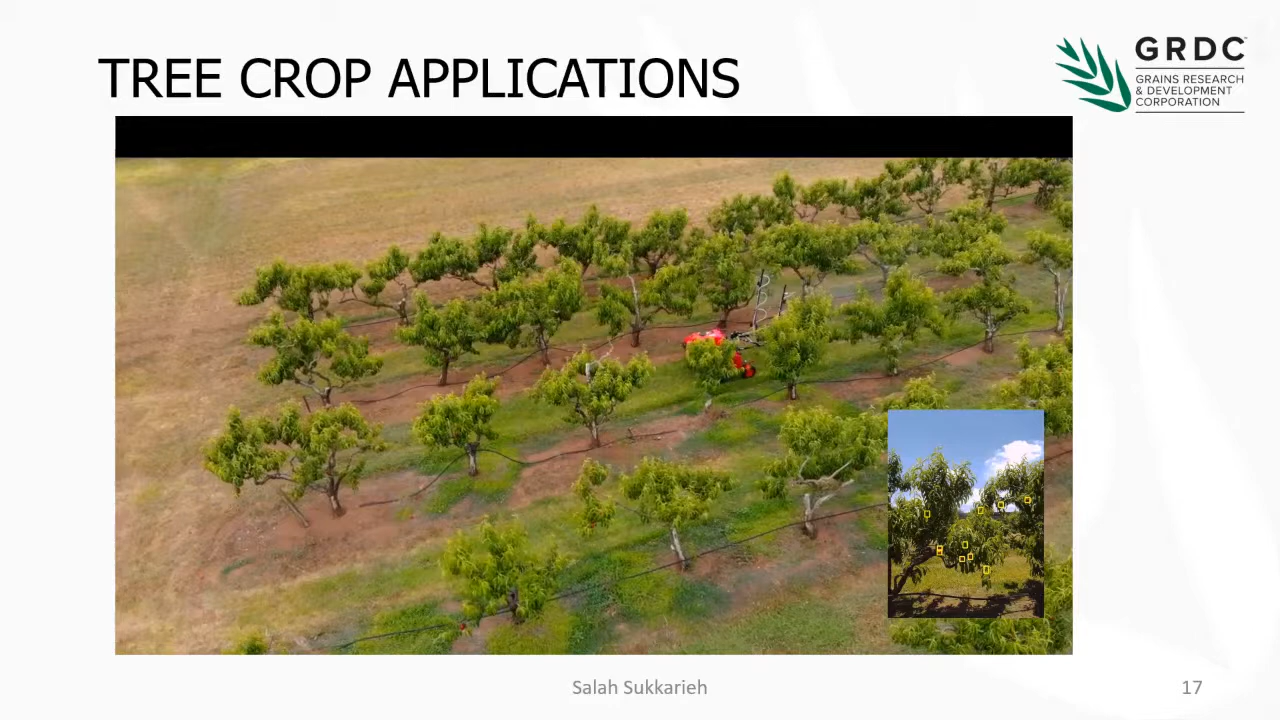 TREE CROP APPLICATIONS
GRDC
GRAINS RESEARCH
& DEVELOPMENT
CORPORATION
Salah Sukkarieh
17